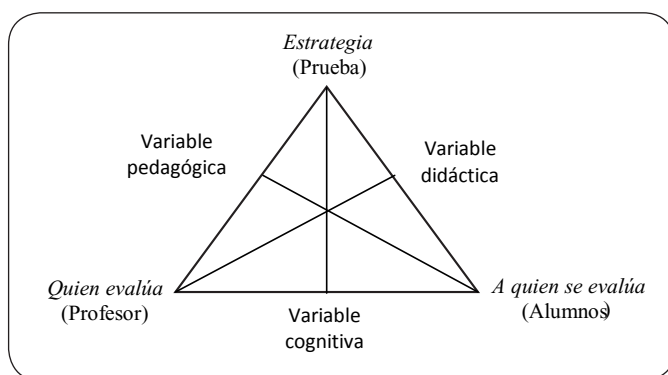 Estrategia
(Prueba)
Variable
pedagógica
Variable
didáctica
Quien evalúa
(Profesor)
A quien se evalúa
(Alumnos)
Variable
cognitiva